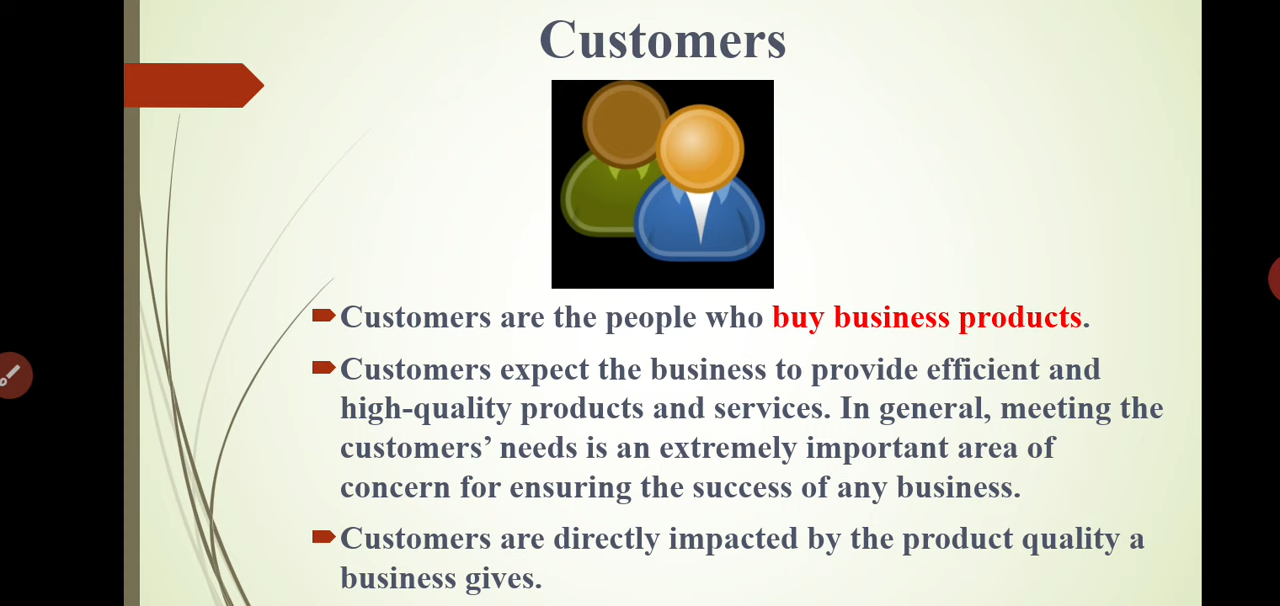 Customers
Customers are the people who buy business products.
Customers expect the business to provide efficient and
high-quality products and services. In general, meeting the
customers’ needs is an extremely important area of
concern for ensuring the success of any business.
Customers are directly impacted by the product quality a
business gives.